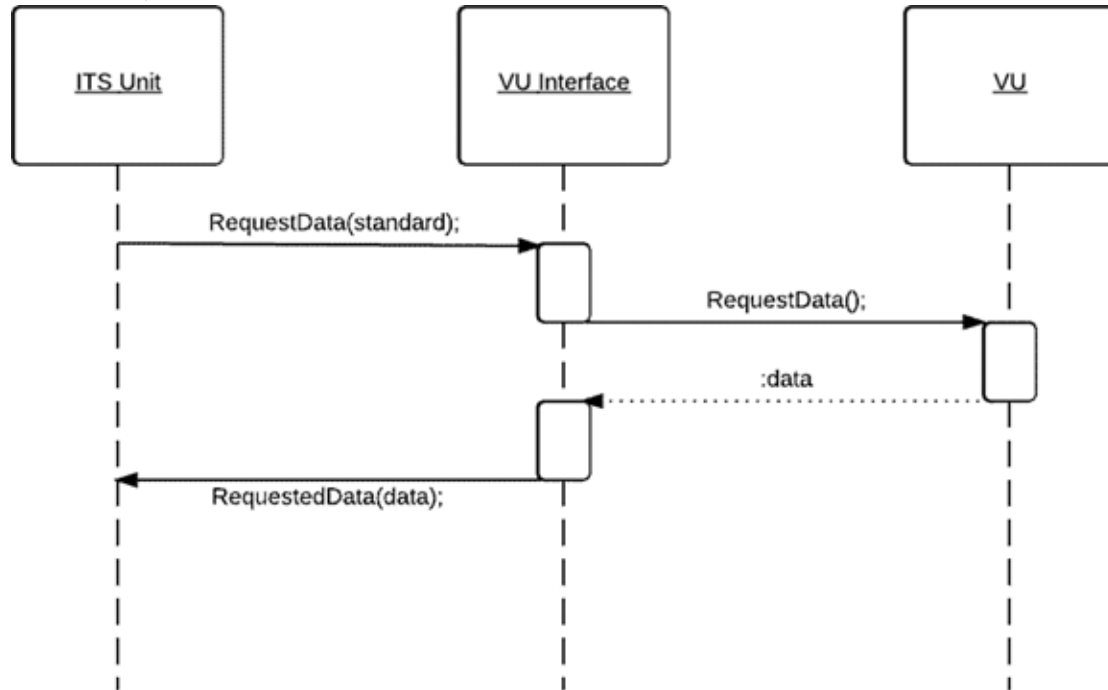 ITS Unit
VU Interface
VU
RequestData(standard);
RequestData();
:data
RequestedData(data);